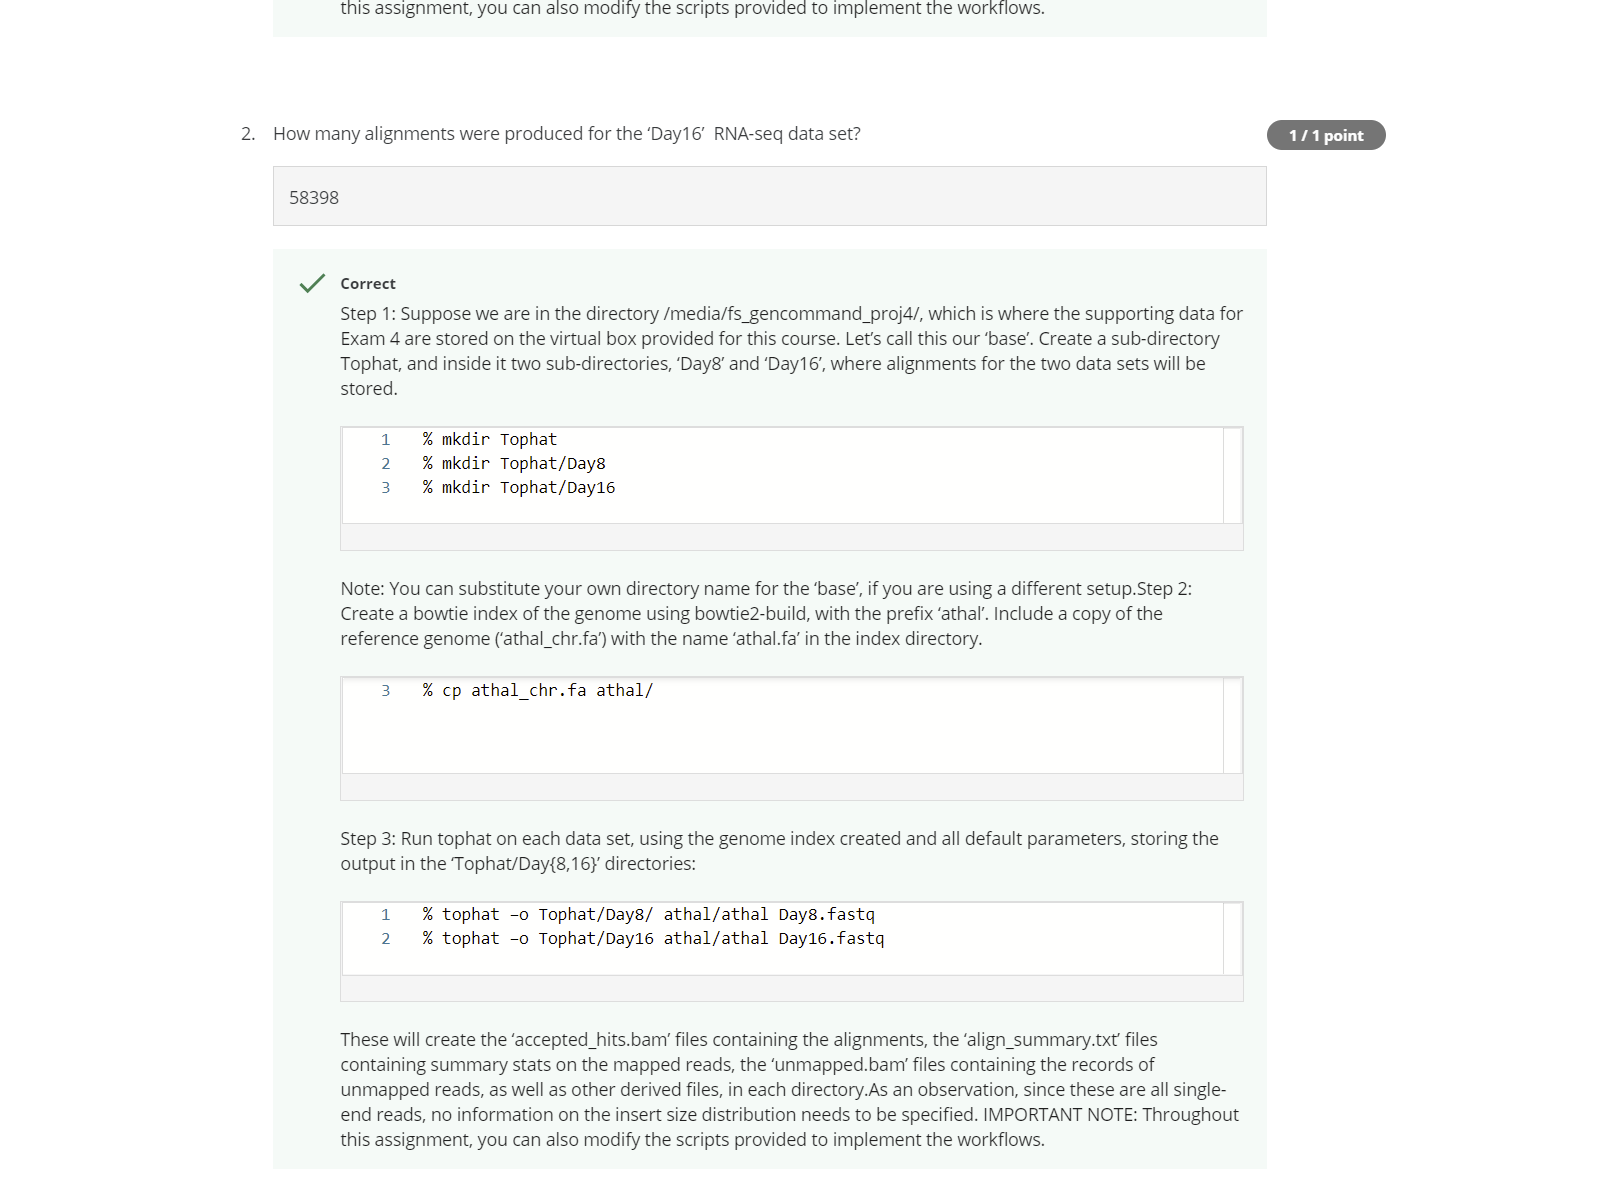 this assignment, you can also modify the scripts provided to implement the workflows.
2. How many alignments were produced for the ‘Day16’ RNA-seq data set?
1 / 1 point
58398
Correct
Step 1: Suppose we are in the directory /media/fs_gencommand_proj4/, which is where the supporting data for
Exam 4 are stored on the virtual box provided for this course. Let’s call this our ‘base’. Create a sub-directory
Tophat, and inside it two sub-directories, ‘Day8’ and ‘Day16’, where alignments for the two data sets will be
stored.
1 % mkdir Tophat
2 % mkdir Tophat/Day8
3 % mkdir Tophat/Day16
Note: You can substitute your own directory name for the ‘base’, if you are using a different setup.Step 2:
Create a bowtie index of the genome using bowtie2-build, with the prefix ‘athal’. Include a copy of the
reference genome (‘athal_chr.fa’) with the name ‘athal.fa’ in the index directory.
3 % cp athal_chr.fa athal/
Step 3: Run tophat on each data set, using the genome index created and all default parameters, storing the
output in the ‘Tophat/Day{8,16}’ directories:
1 % tophat –o Tophat/Day8/ athal/athal Day8.fastq
2 % tophat –o Tophat/Day16 athal/athal Day16.fastq
These will create the ‘accepted_hits.bam’ files containing the alignments, the ‘align_summary.txt’ files
containing summary stats on the mapped reads, the ‘unmapped.bam’ files containing the records of
unmapped reads, as well as other derived files, in each directory.As an observation, since these are all single-
end reads, no information on the insert size distribution needs to be specified. IMPORTANT NOTE: Throughout
this assignment, you can also modify the scripts provided to implement the workflows.